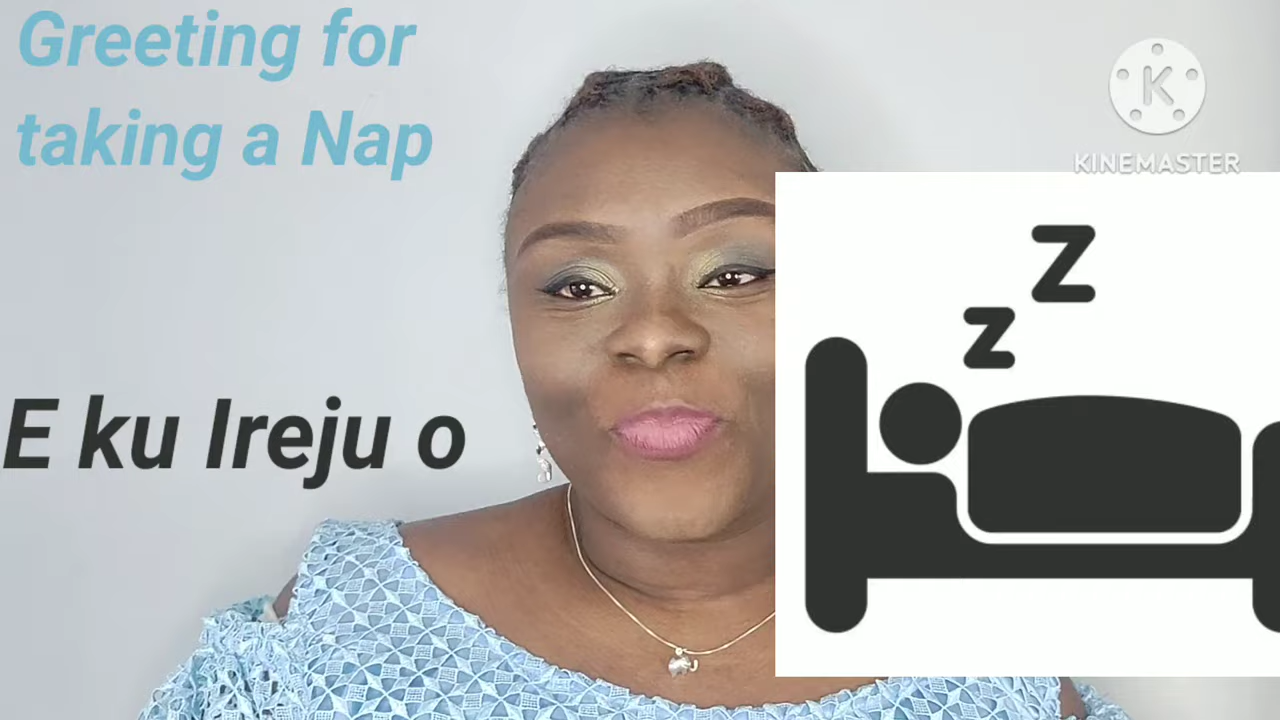 Greeting for
taking a Nap
KINEMASTER
E ku Ireju o
z
z